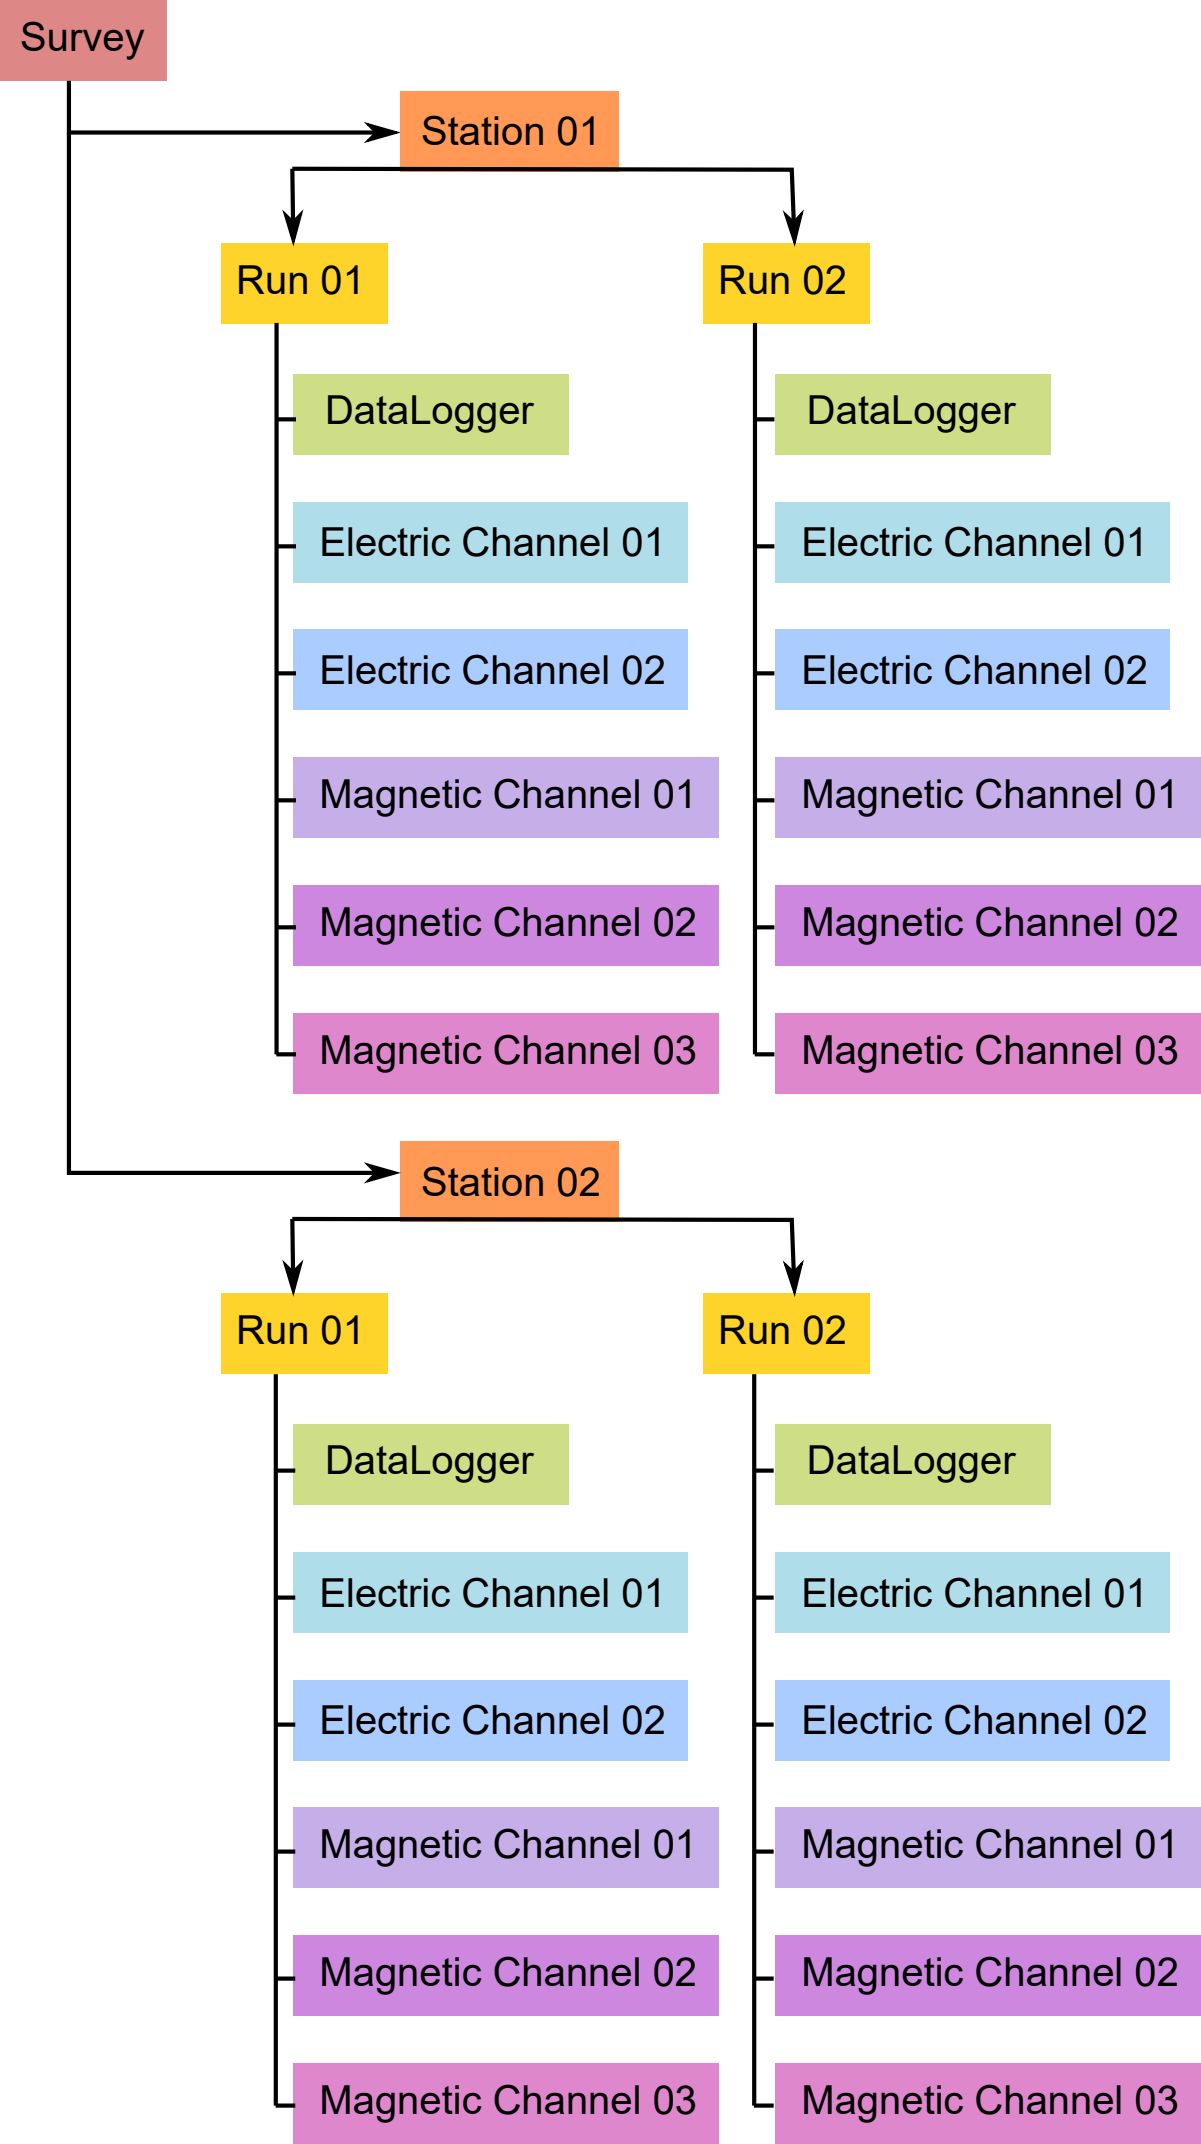 Survey
Station 01
Run 01
Run 02
DataLogger
DataLogger
Electric Channel 01
Electric Channel 01
Electric Channel 02
Electric Channel 02
Magnetic Channel 01
Magnetic Channel 01
Magnetic Channel 02
Magnetic Channel 02
Magnetic Channel 03
Magnetic Channel 03
Station 02
Run 01
Run 02
DataLogger
DataLogger
Electric Channel 01
Electric Channel 01
Electric Channel 02
Electric Channel 02
Magnetic Channel 01
Magnetic Channel 01
Magnetic Channel 02
Magnetic Channel 02
Magnetic Channel 03
Magnetic Channel 03